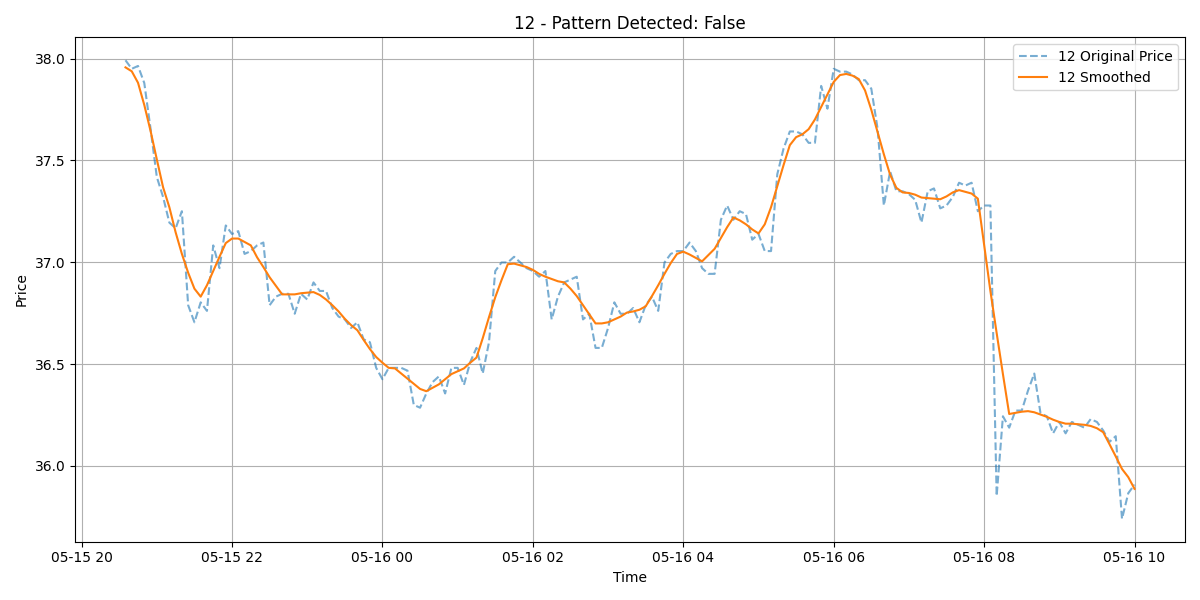 12 - Pattern Detected: False
12 Original Price
12 Smoothed
38.0
37.5
37.0
36.5
36.0
Price
05-15 20
05-15 22
05-16 00
05-16 02
05-16 04
05-16 06
05-16 08
05-16 10
Time